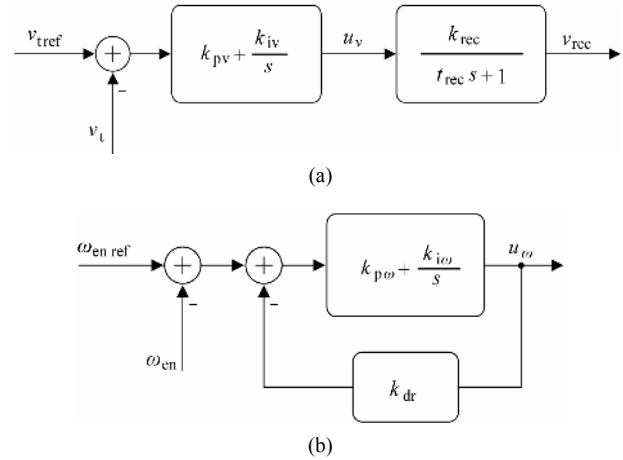 v_tref
+
-
v_t
k_pv + k_iv / s
u_v
k_rec / t_rec s + 1
v_rec
(a)
ω_en ref
+
-
ω_en
+
-
k_pω + k_iω / s
u_ω
k_dr
(b)